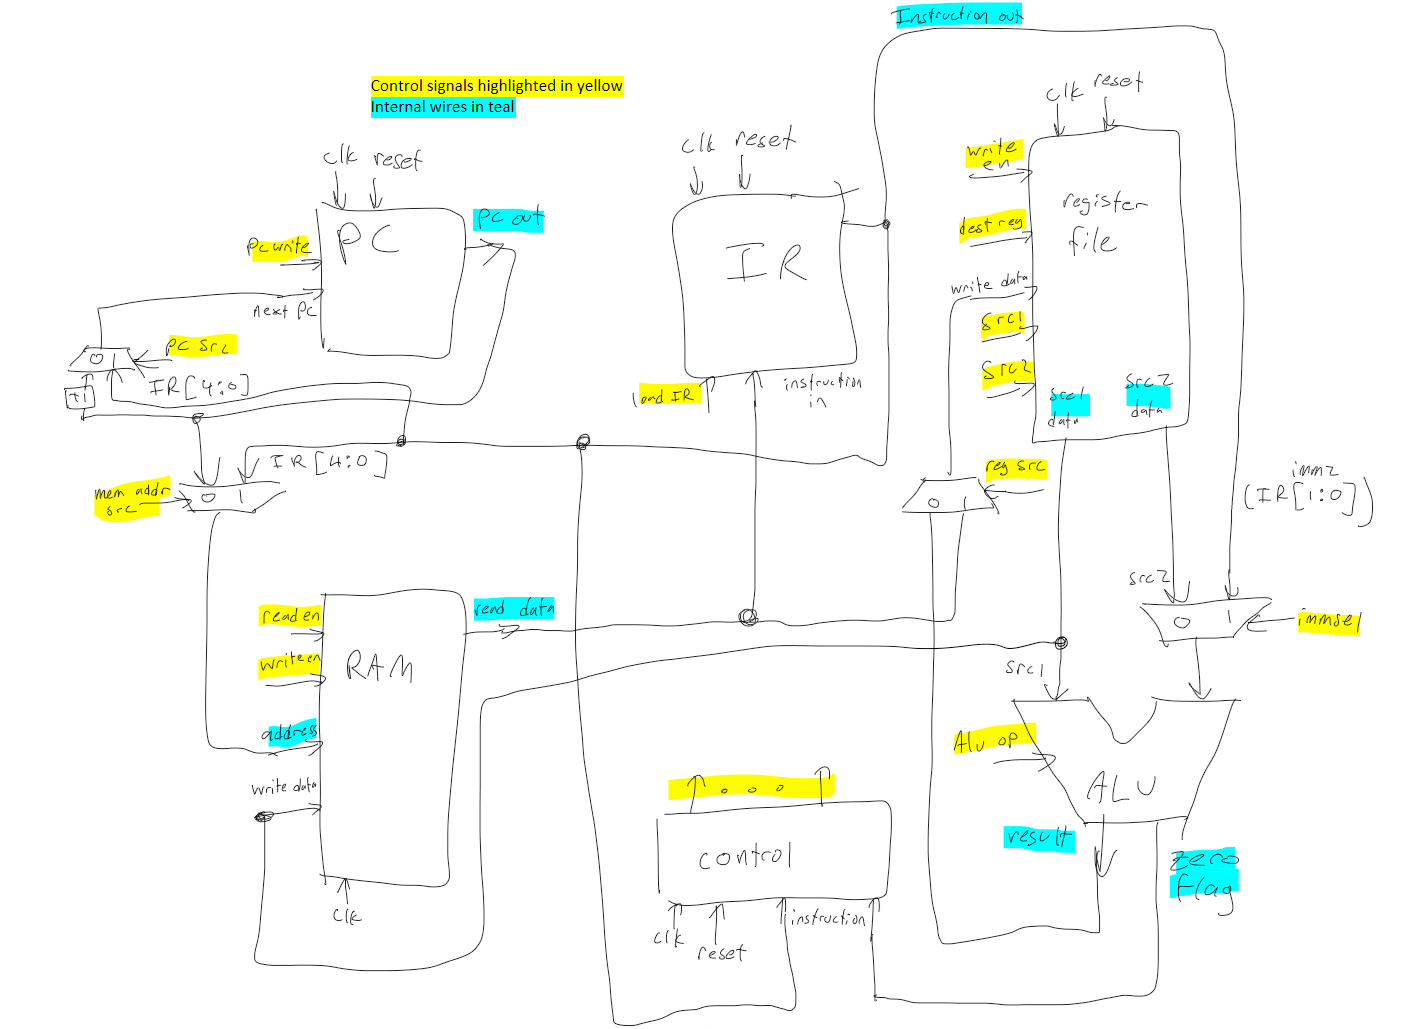 Instruction out
Control signals highlighted in yellow
Internal wires in teal
clk reset
clk reset
clk reset
write
en
register
file
PC out
PC
PC write
dest reg
IR
write data
next PC
src1
PC src
0 1
src2
IR[4:0]
+1
load IR
instruction
in
src1
data
src2
data
IR[4:0]
mem addr
src
0 1
reg src
0 1
imm2
(IR[1:0])
src2
read en
read data
immsel
0 1
write en
RAM
src1
address
Alu op
write data
ALU
result
control
zero
flag
clk
clk
reset
instruction